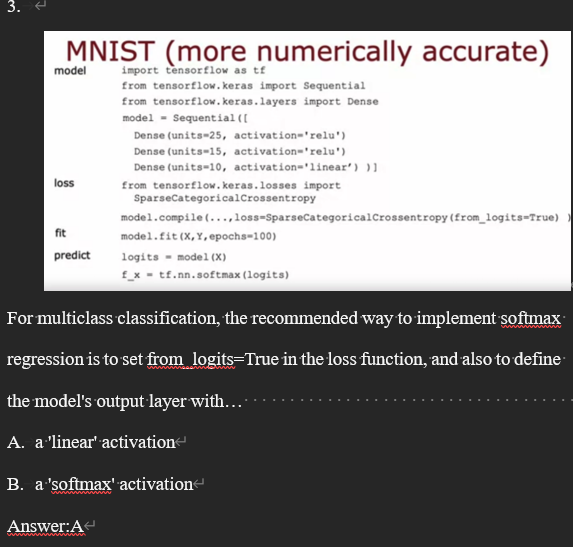 3.
MNIST (more numerically accurate)
model import tensorflow as tf
from tensorflow.keras import Sequential
from tensorflow.keras.layers import Dense
model = Sequential([
Dense(units=25, activation='relu')
Dense(units=15, activation='relu')
Dense(units=10, activation='linear') )]
loss from tensorflow.keras.losses import
SparseCategoricalCrossentropy
model.compile(...,loss=SparseCategoricalCrossentropy(from_logits=True) )
fit model.fit(X,Y,epochs=100)
predict logits = model(X)
f_x = tf.nn.softmax(logits)
For multiclass classification, the recommended way to implement softmax
regression is to set from_logits=True in the loss function, and also to define
the model's output layer with…
A. a 'linear' activation
B. a 'softmax' activation
Answer:A